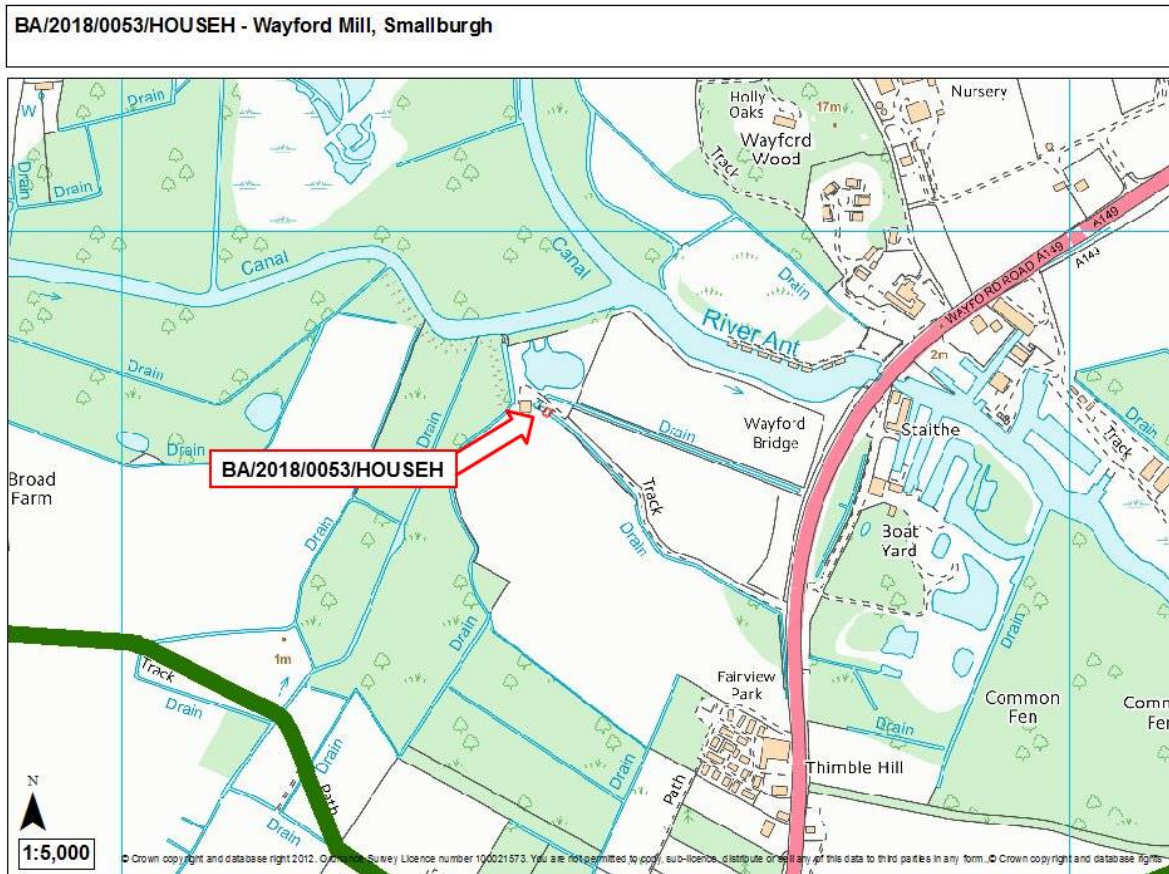 BA/2018/0053/HOUSEH - Wayford Mill, Smallburgh
Drain
W
Drain
Drain
Holly
Oaks
17m
Nursery
Wayford
Wood
Track
Canal
Canal
Drain
A149
A149
WAYFORD ROAD A149
River Ant
2m
Drain
Drain
Drain
Drain
Wayford
Bridge
Staithe
Drain
Track
BA/2018/0053/HOUSEH
Broad
Farm
Track
Drain
Drain
Boat
Yard
Drain
Drain
1m
Track
Drain
Fairview
Park
Common
Fen
Drain
Drain
Drain
Path
Path
Thimble Hill
Drain
N
1:5,000
© Crown copyright and database right 2012. Ordnance Survey Licence number 100021573. You are not permitted to copy, sub-licence, distribute or sell any of this data to third parties in any form. © Crown copyright and database rights